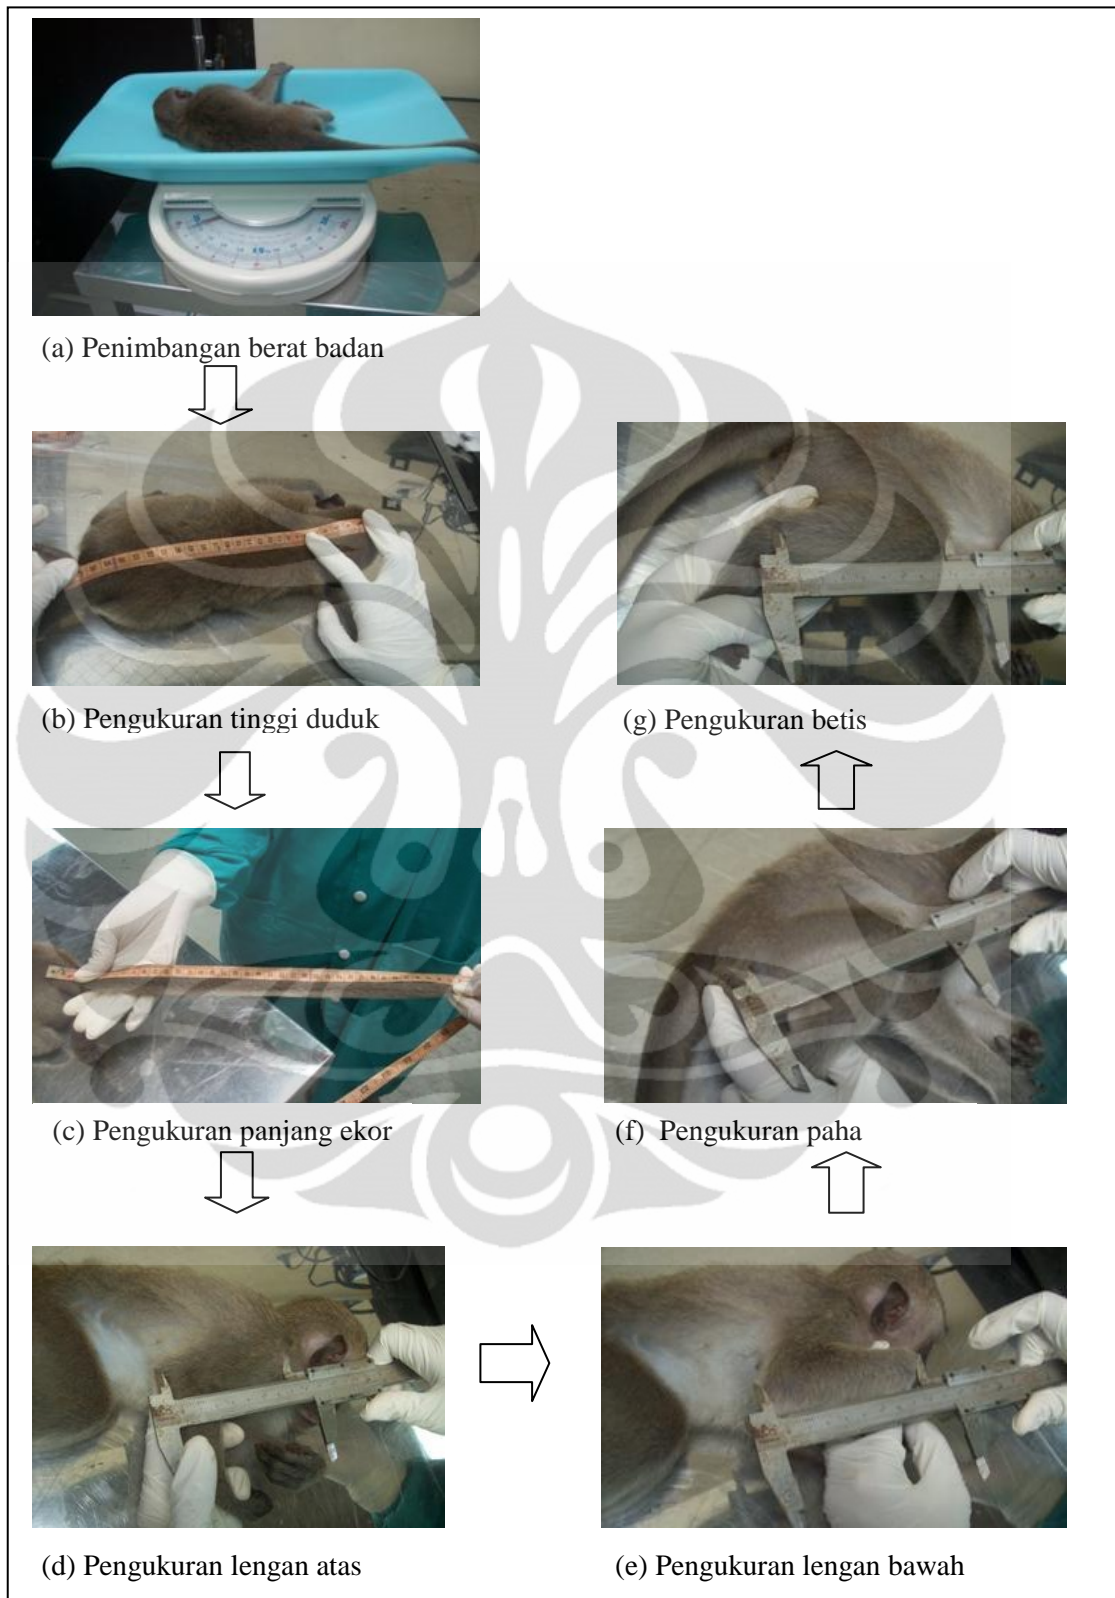 (a) Penimbangan berat badan
(b) Pengukuran tinggi duduk
(c) Pengukuran panjang ekor
(d) Pengukuran lengan atas
(e) Pengukuran lengan bawah
(f) Pengukuran paha
(g) Pengukuran betis